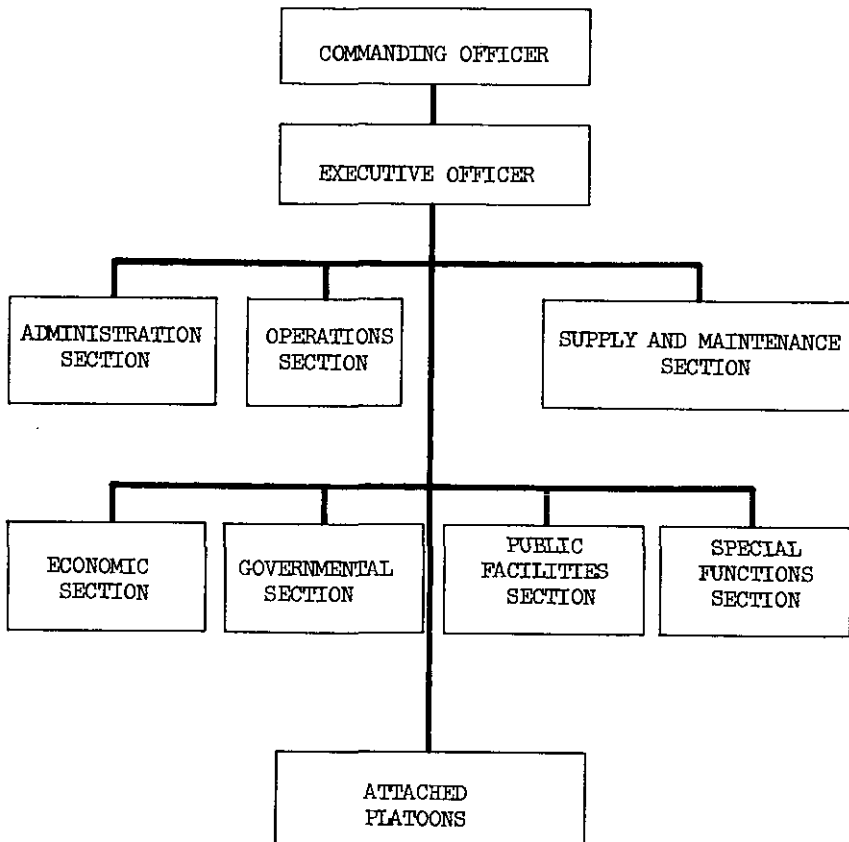 COMMANDING OFFICER
EXECUTIVE OFFICER
ADMINISTRATION
SECTION
OPERATIONS
SECTION
SUPPLY AND MAINTENANCE
SECTION
ECONOMIC
SECTION
GOVERNMENTAL
SECTION
PUBLIC
FACILITIES
SECTION
SPECIAL
FUNCTIONS
SECTION
ATTACHED
PLATOONS